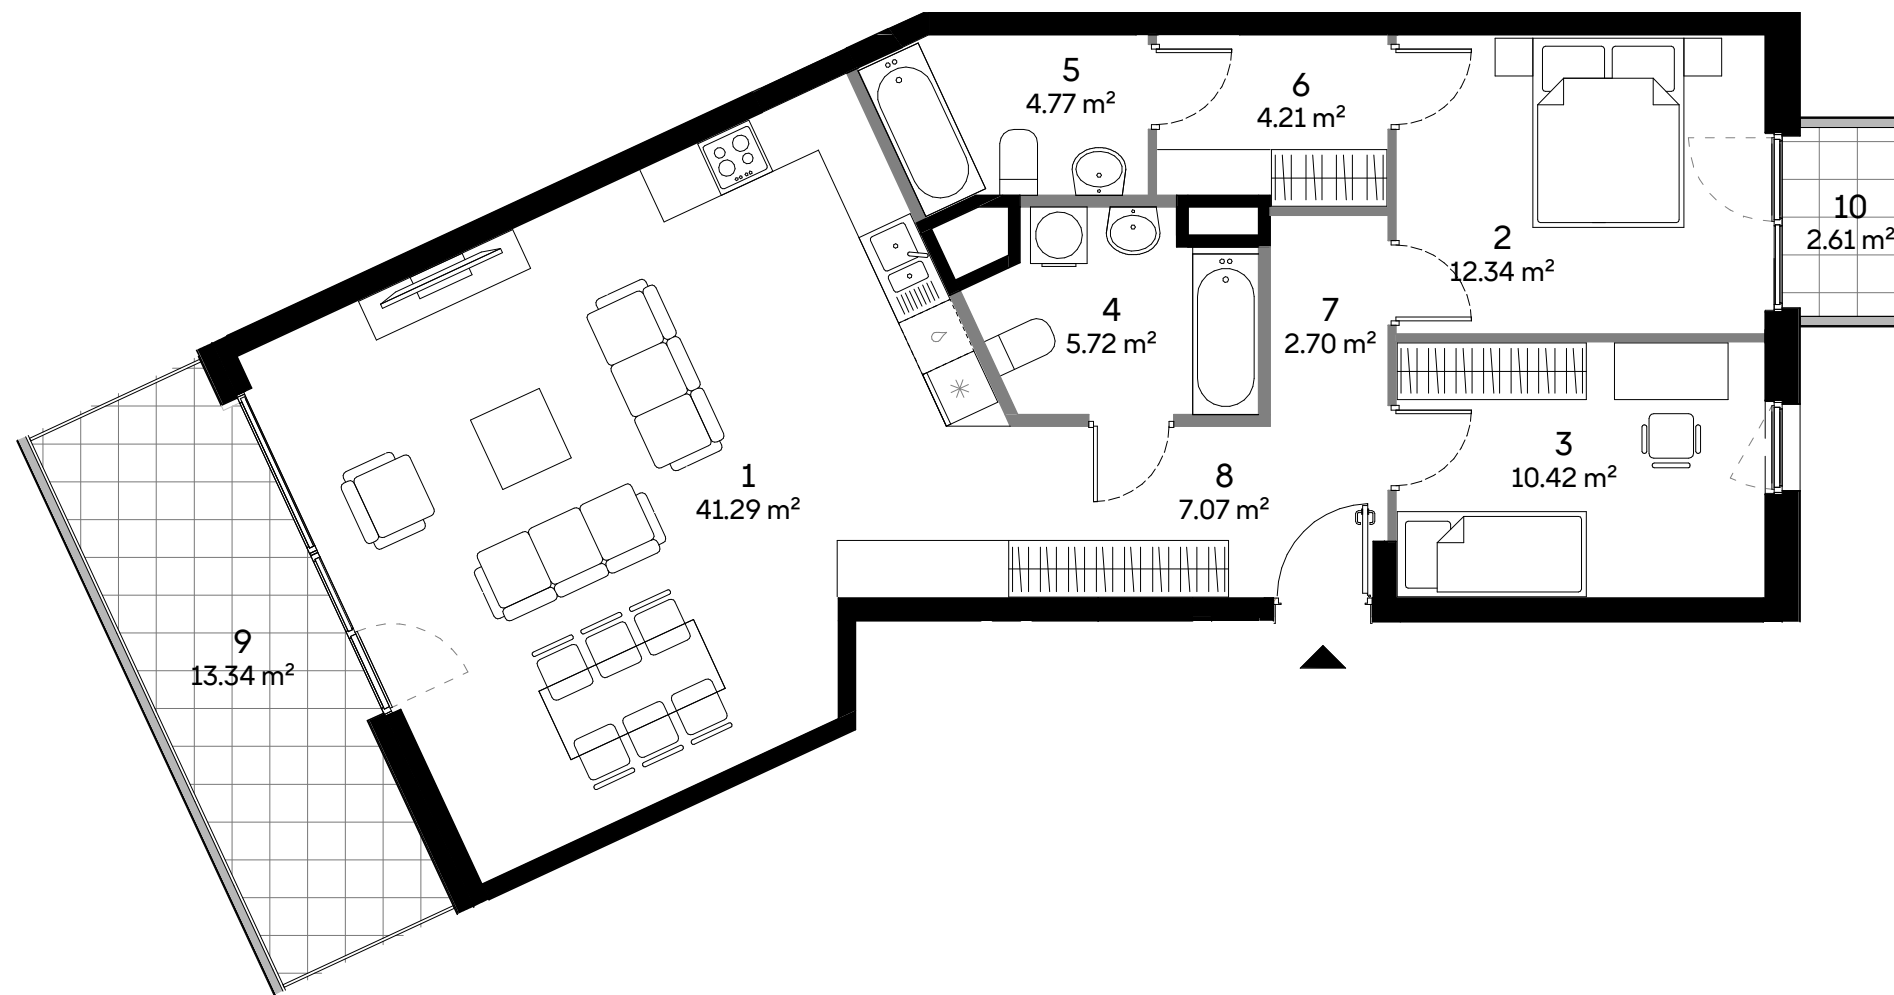 5
4.77 m²
6
4.21 m²
10
2.61 m²
2
12.34 m²
4
5.72 m²
7
2.70 m²
3
10.42 m²
1
41.29 m²
8
7.07 m²
9
13.34 m²